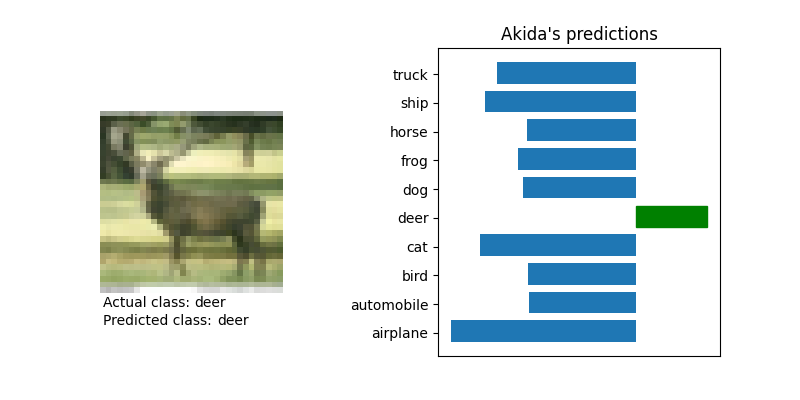 Akida's predictions
truck
ship
horse
frog
dog
deer
cat
bird
automobile
airplane
Actual class: deer
Predicted class: deer